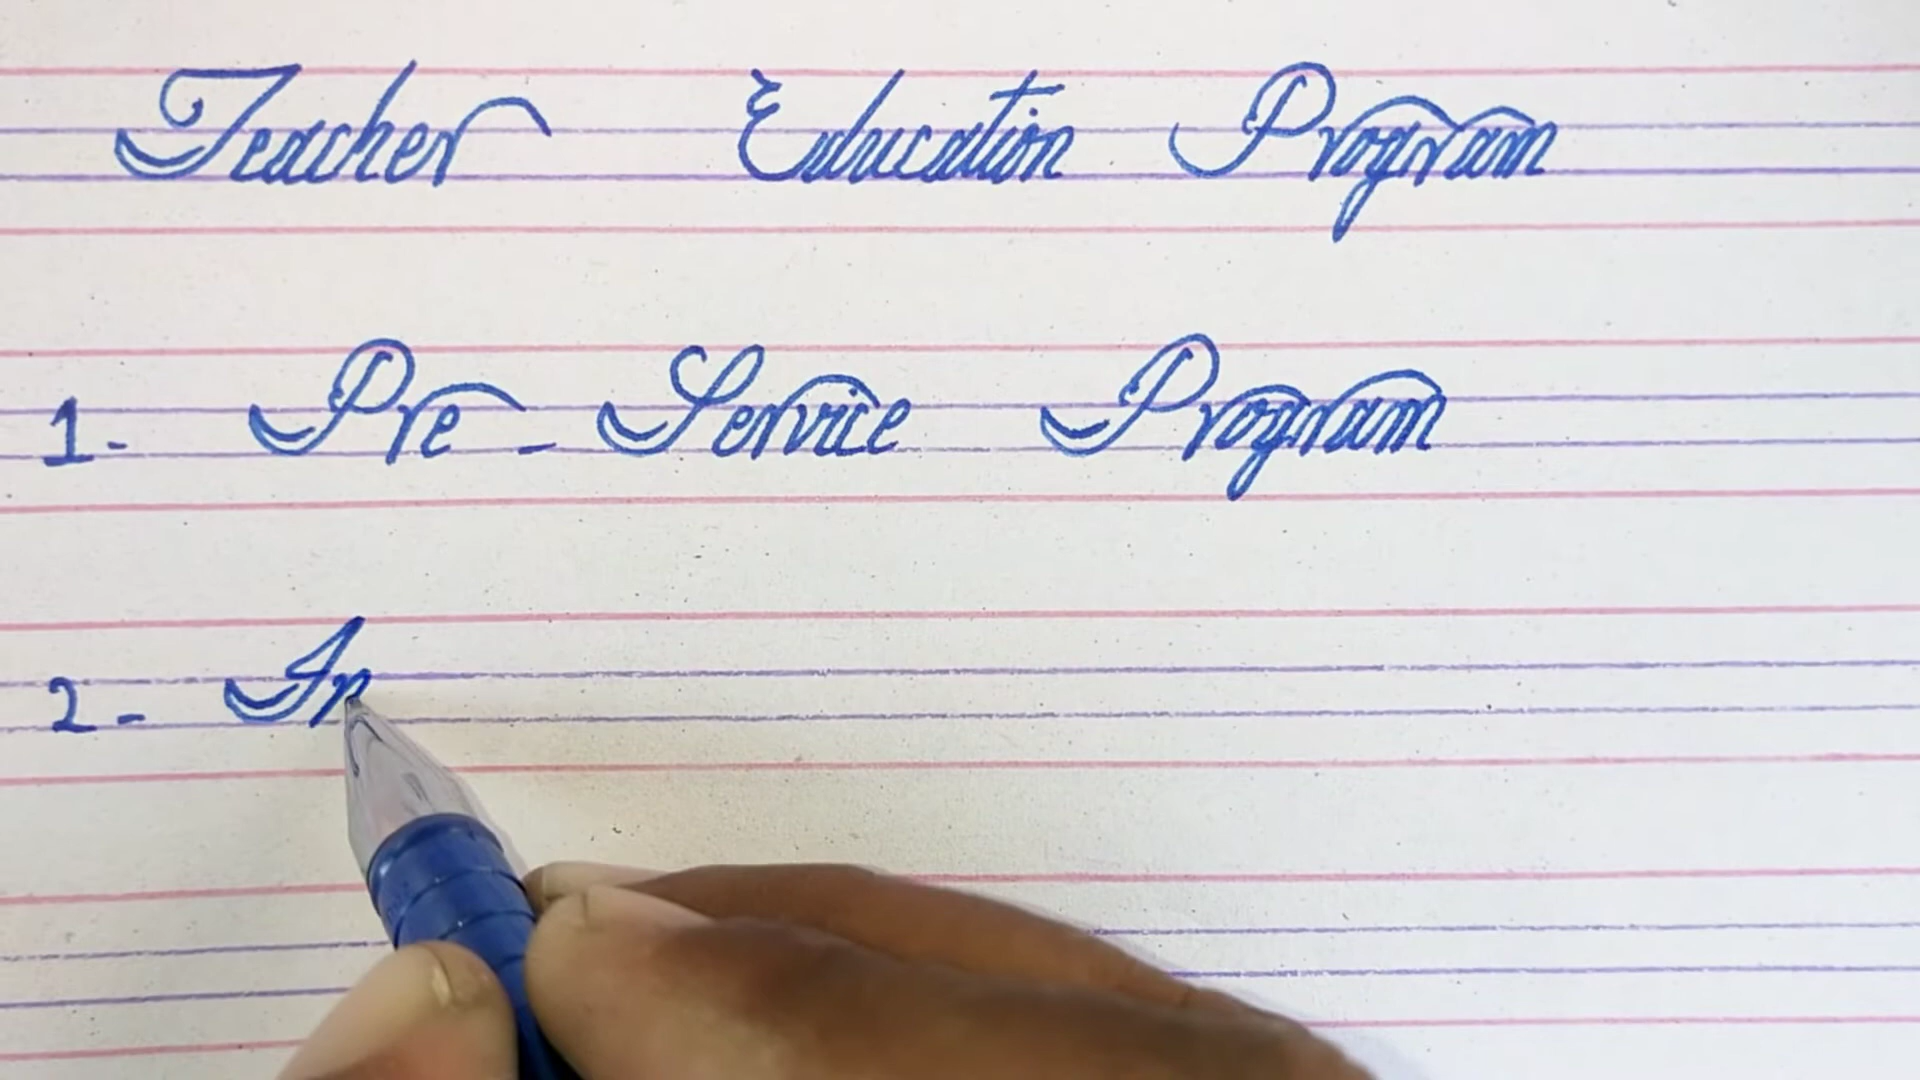 Teacher Education Program
1- Pre - Service Program
2- In